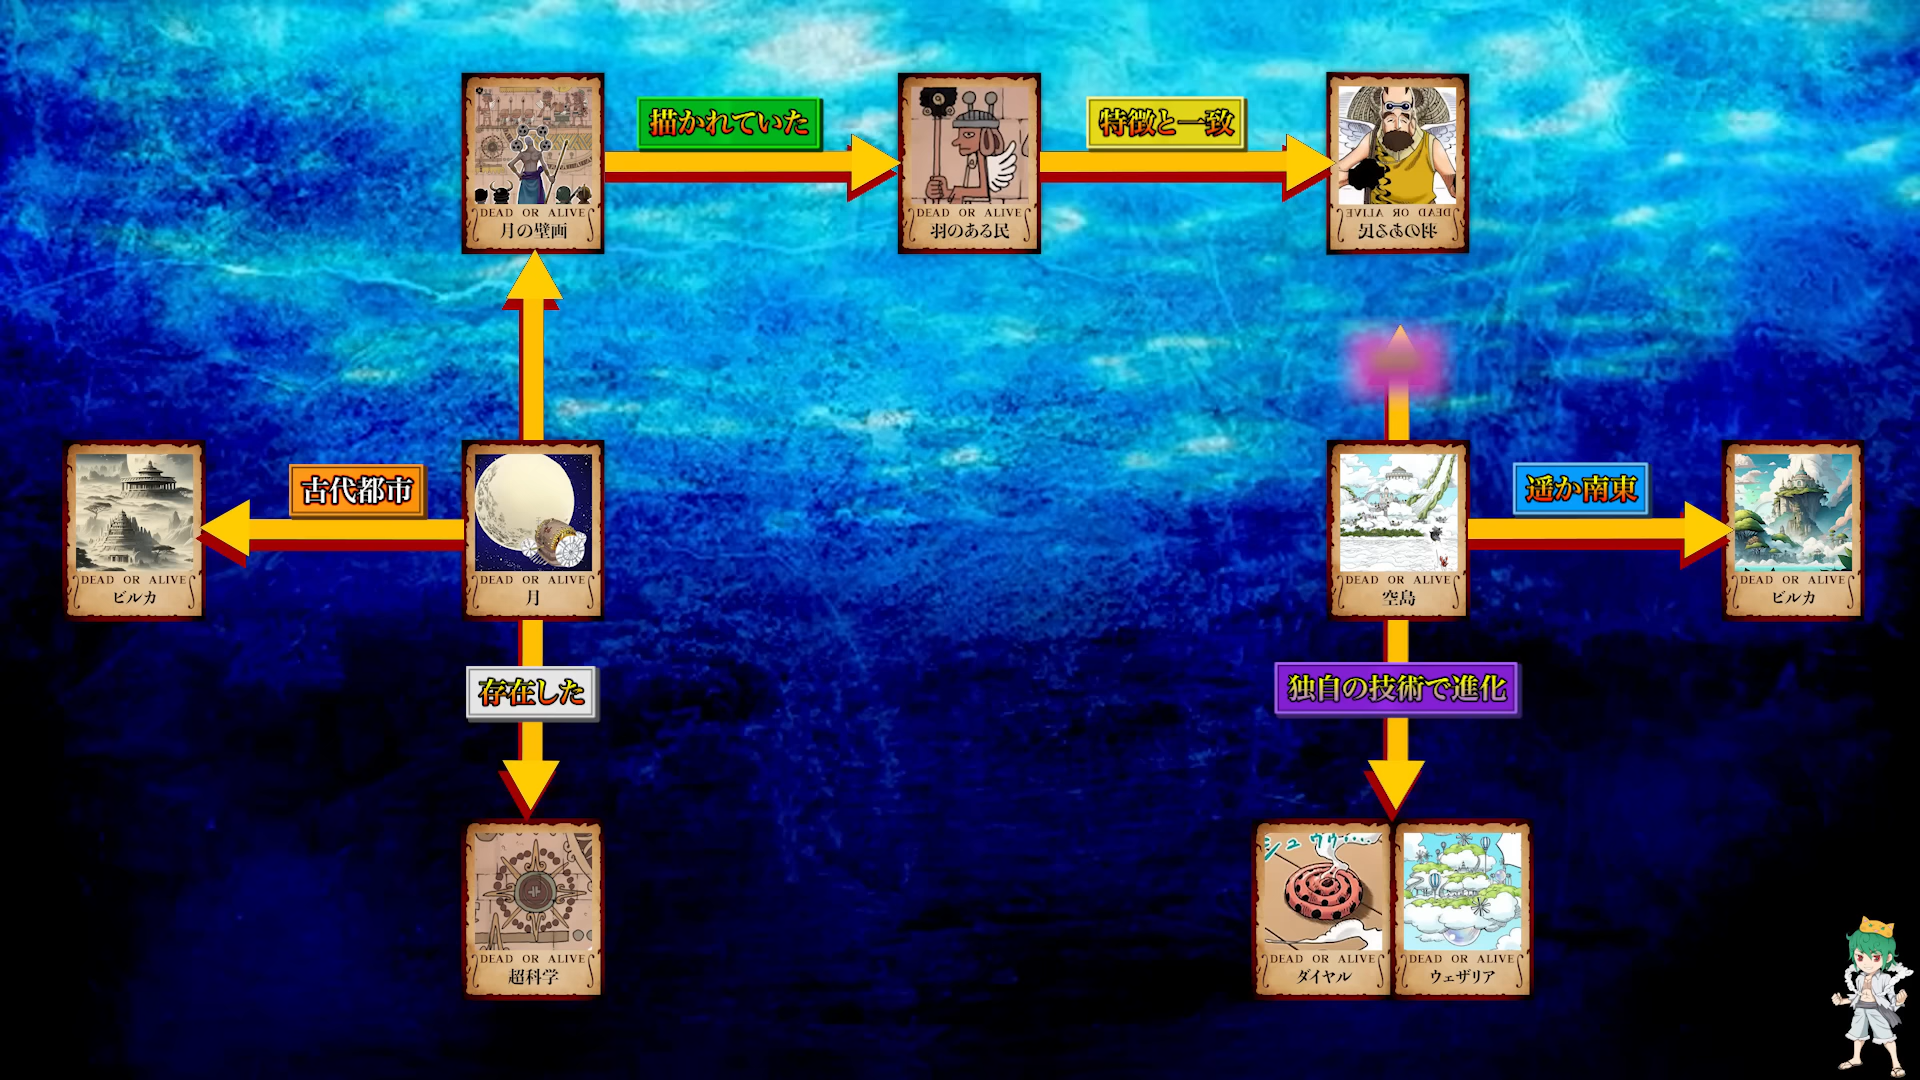 描かれていた
特徴と一致
DEAD OR ALIVE
月の壁画
DEAD OR ALIVE
羽のある民
DEAD OR ALIVE
羽のある民
古代都市
遥か南東
DEAD OR ALIVE
ビルカ
DEAD OR ALIVE
月
DEAD OR ALIVE
空島
DEAD OR ALIVE
ビルカ
存在した
独自の技術で進化
シュウゥ…
DEAD OR ALIVE
超科学
DEAD OR ALIVE
ダイヤル
DEAD OR ALIVE
ウェザリア